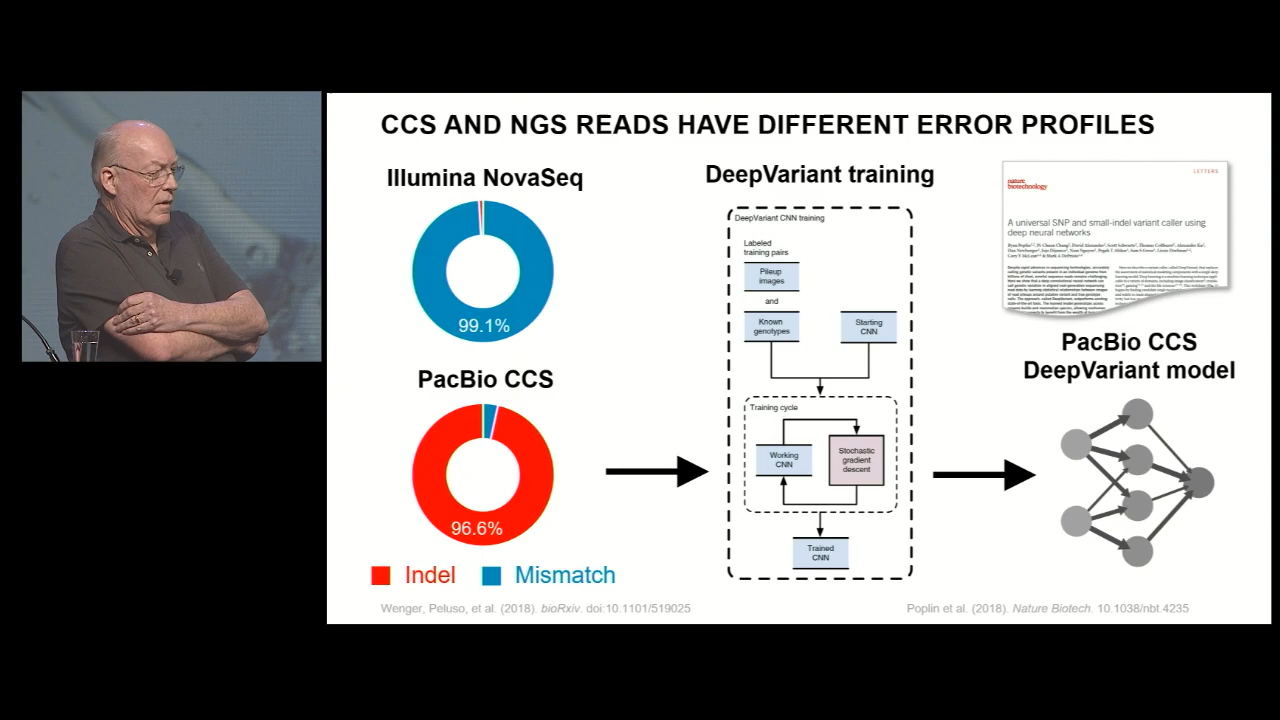 CCS AND NGS READS HAVE DIFFERENT ERROR PROFILES
Illumina NovaSeq
99.1%
PacBio CCS
96.6%
Indel
Mismatch
Wenger, Peluso, et al. (2018). bioRxiv. doi:10.1101/519025
DeepVariant training
DeepVariant CNN training
Labeled
training pairs
Pileup
images
and
Known
genotypes
Starting
CNN
Training cycle
Working
CNN
Stochastic
gradient
descent
Trained
CNN
nature
biotechnology
LETTERS
A universal SNP and small-indel variant caller using
deep neural networks
PacBio CCS
DeepVariant model
Poplin et al. (2018). Nature Biotech. 10.1038/nbt.4235